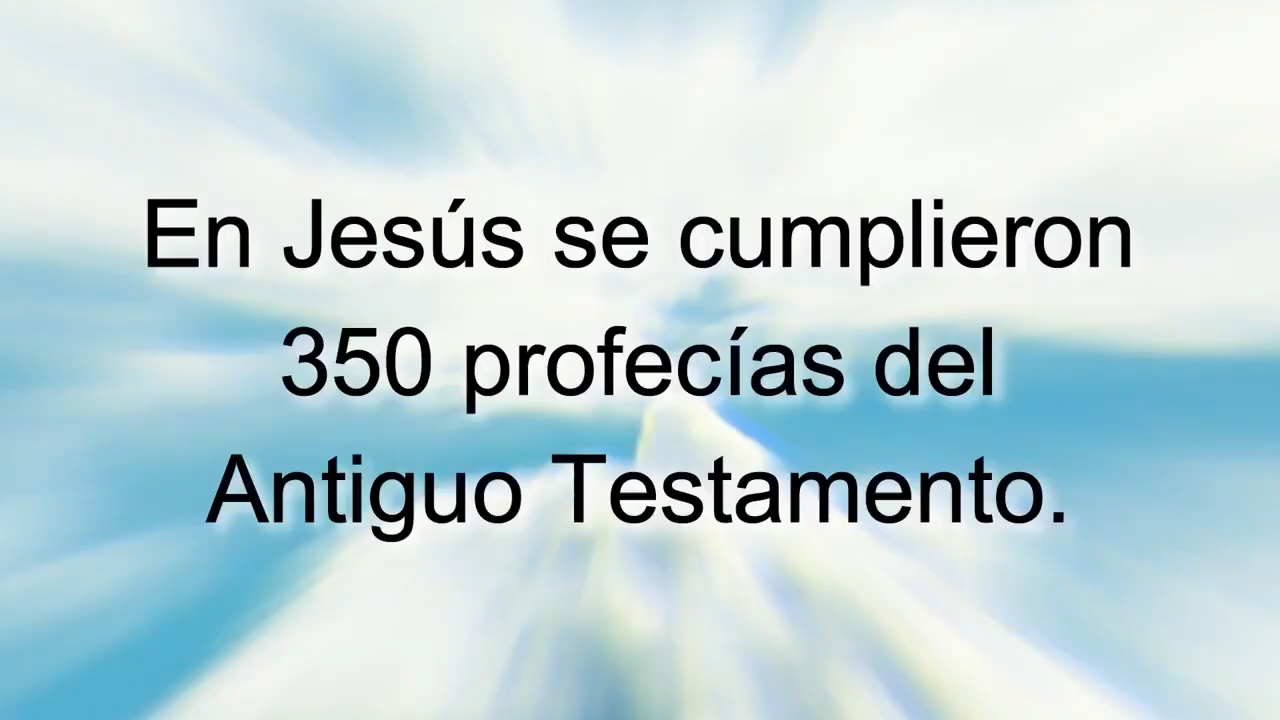 En Jesús se cumplieron
350 profecías del
Antiguo Testamento.